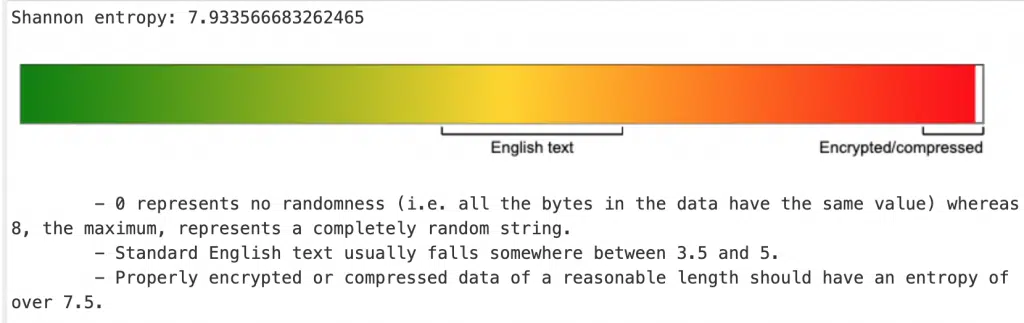 Shannon entropy: 7.933566683262465
English text
Encrypted/compressed
– 0 represents no randomness (i.e. all the bytes in the data have the same value) whereas
8, the maximum, represents a completely random string.
– Standard English text usually falls somewhere between 3.5 and 5.
– Properly encrypted or compressed data of a reasonable length should have an entropy of
over 7.5.